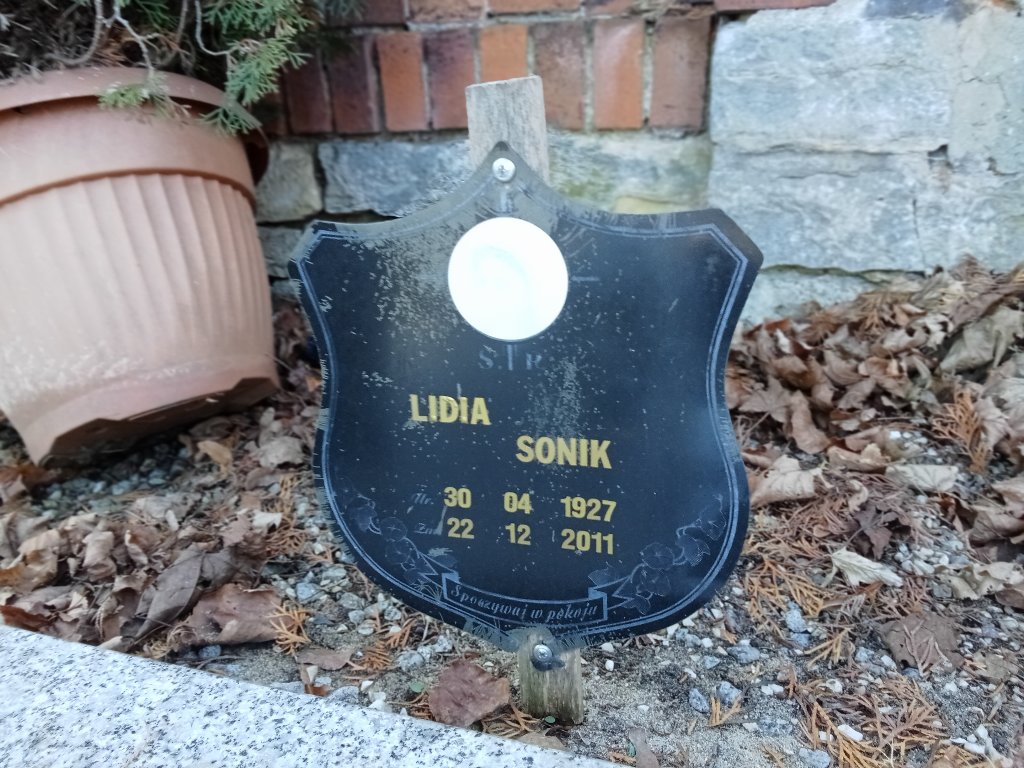 Ś.†P.
LIDIA
SONIK
Ur. 30 04 1927
Zm. 22 12 2011
Spoczywaj w pokoju